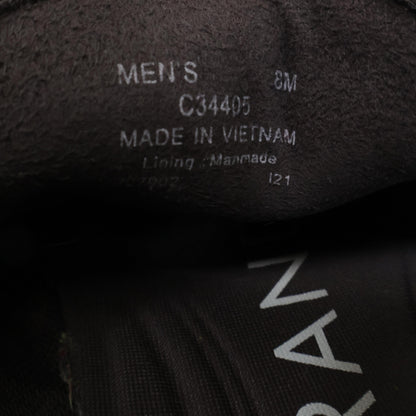 MEN'S 8M
C34405
MADE IN VIETNAM
Lining : Manmade
I21
RAN